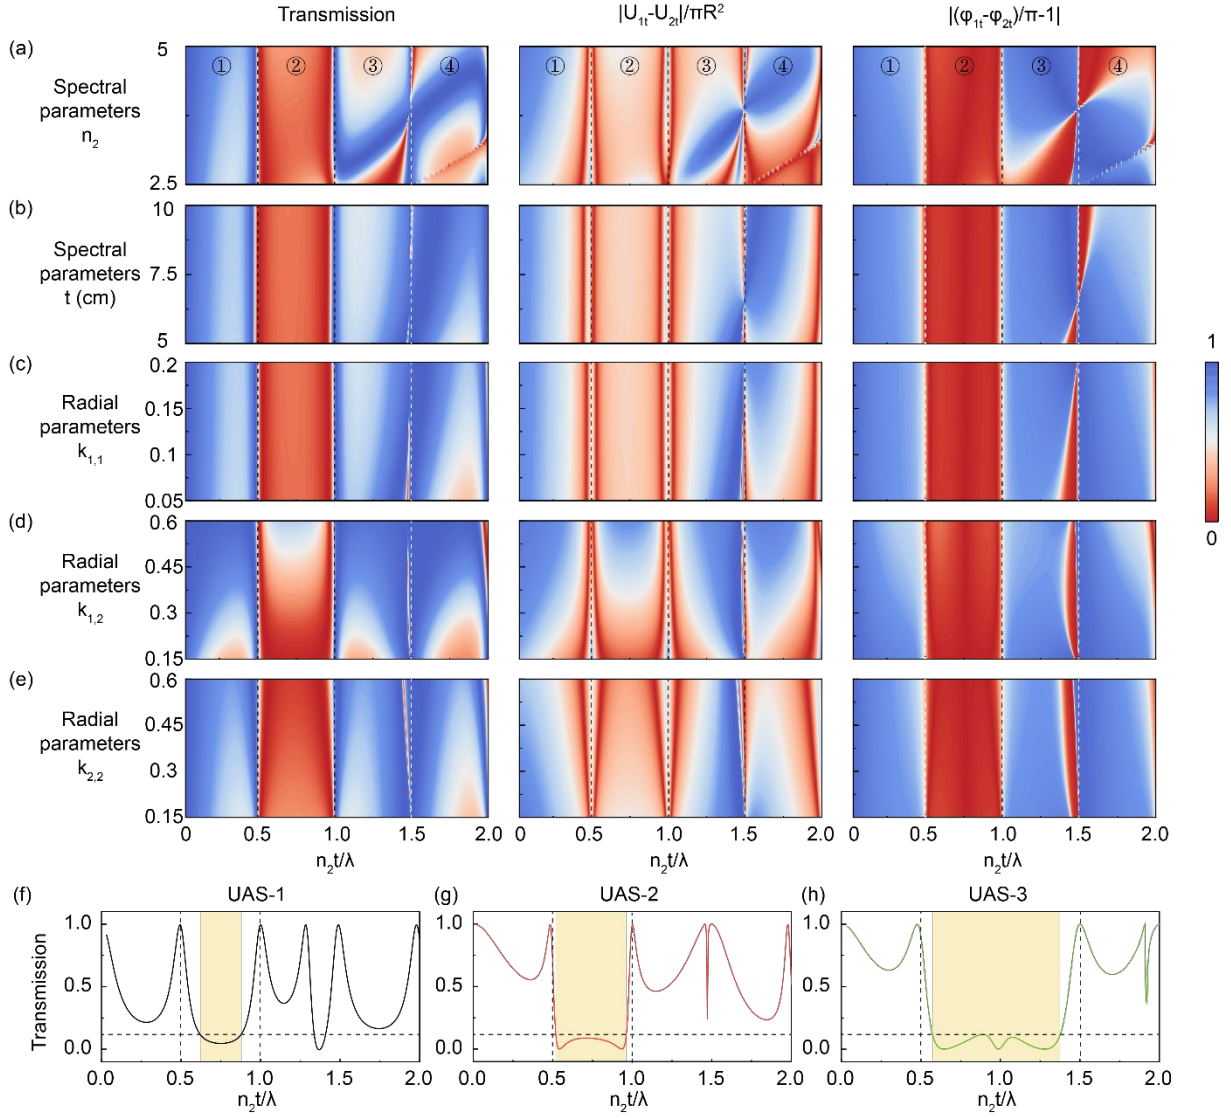 Transmission |U₁ₜ-U₂ₜ|/πR² |(φ₁ₜ-φ₂ₜ)/π-1|
(a) Spectral parameters n₂
5
2.5
① ② ③ ④ ① ② ③ ④ ① ② ③ ④
(b) Spectral parameters t (cm)
10
7.5
5
(c) Radial parameters k₁,₁
0.2
0.15
0.1
0.05
1
0
(d) Radial parameters k₁,₂
0.6
0.45
0.3
0.15
(e) Radial parameters k₂,₂
0.6
0.45
0.3
0.15
0 0.5 1.0 1.5 2.0 0 0.5 1.0 1.5 2.0 0 0.5 1.0 1.5 2.0
n₂t/λ n₂t/λ n₂t/λ
(f) UAS-1 (g) UAS-2 (h) UAS-3
Transmission
1.0 1.0 1.0
0.5 0.5 0.5
0.0 0.0 0.0
0.0 0.5 1.0 1.5 2.0 0.0 0.5 1.0 1.5 2.0 0.0 0.5 1.0 1.5 2.0
n₂t/λ n₂t/λ n₂t/λ